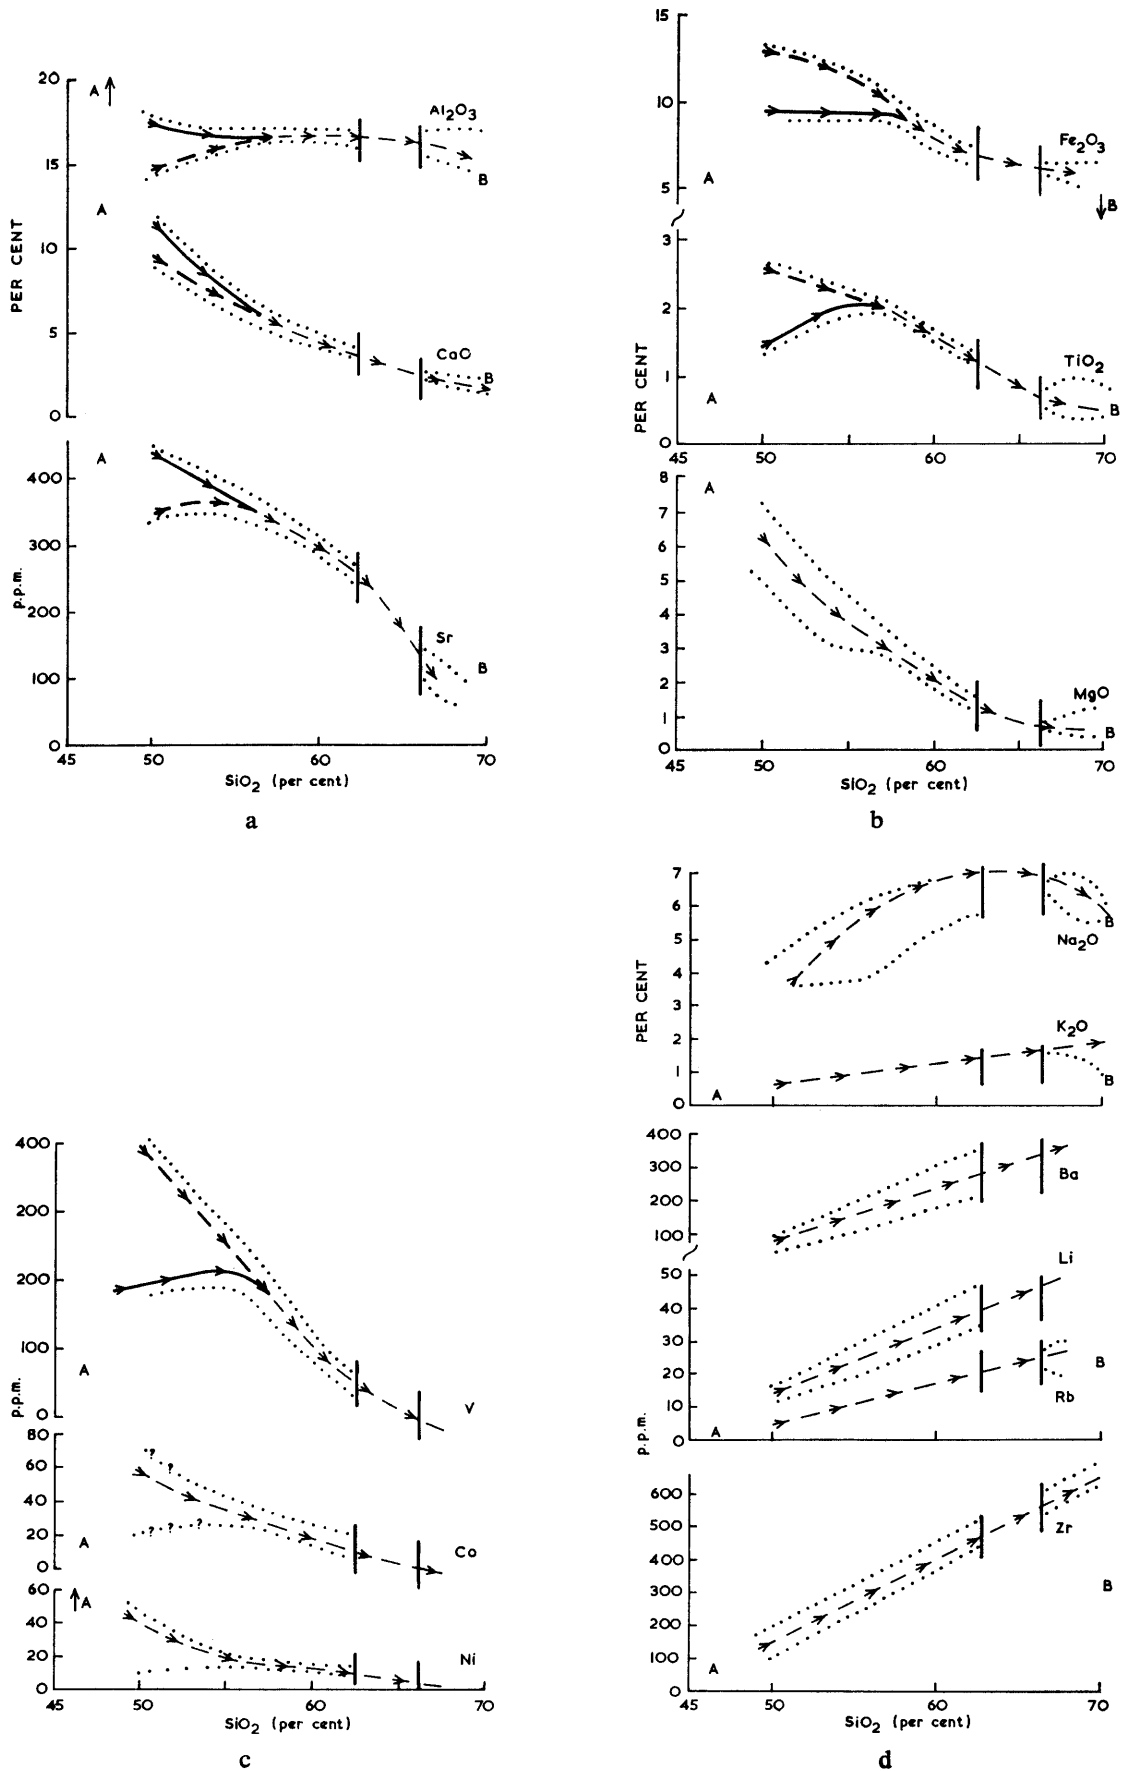 20
A
Al2O3
15
B
A
10
PER CENT
5
CaO
B
0
A
400
300
p.p.m.
200
Sr
B
100
0
45 50 60 70
SiO2 (per cent)
a
15
10
Fe2O3
A
5
B
3
2
TiO2
1
PER CENT
A
B
0
45 50 60 70
8
A
7
6
5
4
3
2
MgO
1
B
0
45 50 60 70
SiO2 (per cent)
b
400
200
200
100
A
p.p.m.
V
0
80
60
? ?
40
20
? ? ?
A
Co
0
60
A
40
20
Ni
0
45 50 60 70
SiO2 (per cent)
c
7
6
B
5
Na2O
4
PER CENT
3
K2O
2
1
B
A
0
400
300
Ba
200
100
Li
50
40
30
B
20
Rb
10
p.p.m.
A
0
600
Zr
500
400
B
300
200
100
A
0
45 50 60 70
SiO2 (per cent)
d